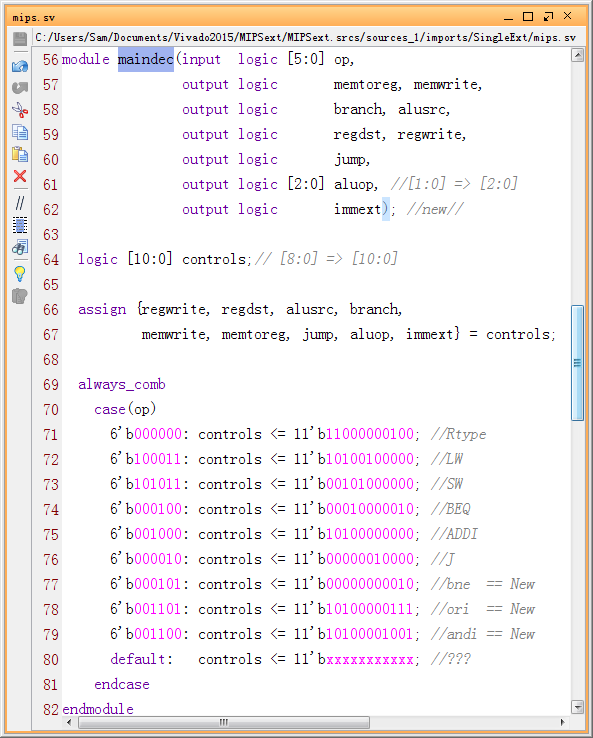 mips.sv
C:/Users/Sam/Documents/Vivado2015/MIPSext/MIPSext.srcs/sources_1/imports/SingleExt/mips.sv
56 module maindec(input  logic [5:0] op,
57                output logic       memtoreg, memwrite,
58                output logic       branch, alusrc,
59                output logic       regdst, regwrite,
60                output logic       jump,
61                output logic [2:0] aluop, //[1:0] => [2:0]
62                output logic       immext); //new//
63
64   logic [10:0] controls;// [8:0] => [10:0]
65
66   assign {regwrite, regdst, alusrc, branch,
67           memwrite, memtoreg, jump, aluop, immext} = controls;
68
69   always_comb
70     case(op)
71       6'b000000: controls <= 11'b11000000100; //Rtype
72       6'b100011: controls <= 11'b10100100000; //LW
73       6'b101011: controls <= 11'b00101000000; //SW
74       6'b000100: controls <= 11'b00010000010; //BEQ
75       6'b001000: controls <= 11'b10100000000; //ADDI
76       6'b000010: controls <= 11'b00000010000; //J
77       6'b000101: controls <= 11'b00000000010; //bne  == New
78       6'b001101: controls <= 11'b10100000111; //ori  == New
79       6'b001100: controls <= 11'b10100001001; //andi == New
80       default:   controls <= 11'bxxxxxxxxxxx; //???
81     endcase
82 endmodule